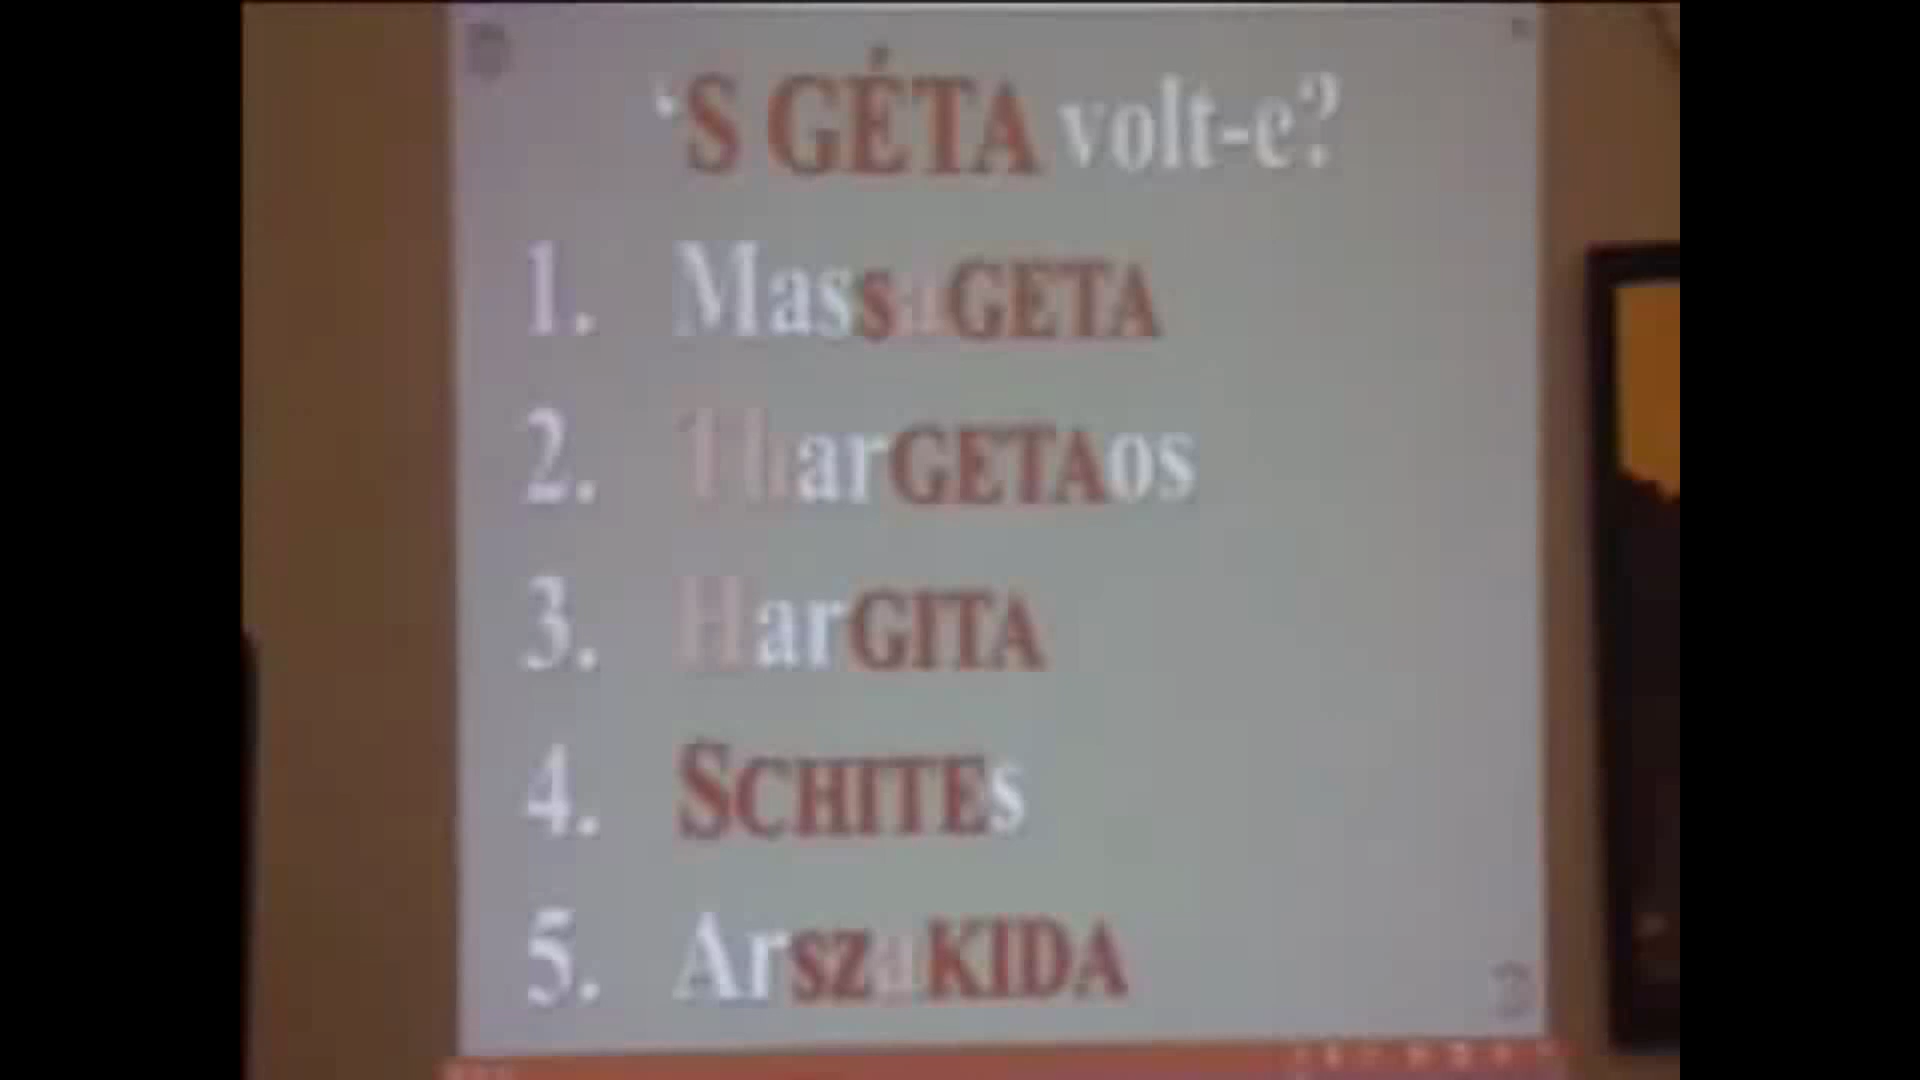 ‘S GÉTA volt-e?
1. MassaGETA
2. TharGETAos
3. HarGITA
4. SCHITEs
5. ArszaKIDA